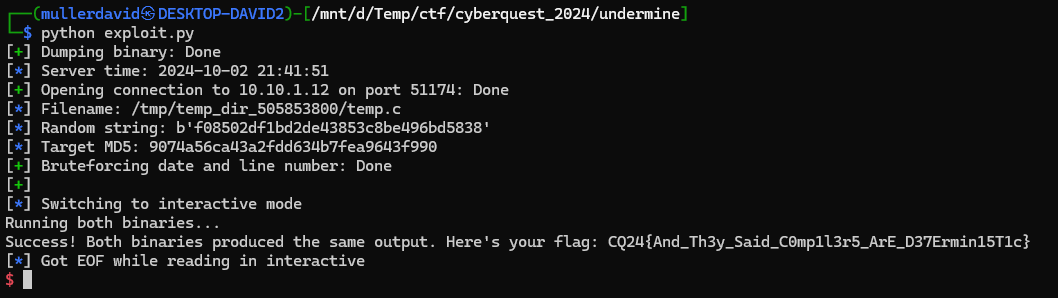 ┌──(mullerdavid㉿DESKTOP-DAVID2)-[/mnt/d/Temp/ctf/cyberquest_2024/undermine]
└─$ python exploit.py
[+] Dumping binary: Done
[*] Server time: 2024-10-02 21:41:51
[+] Opening connection to 10.10.1.12 on port 51174: Done
[*] Filename: /tmp/temp_dir_505853800/temp.c
[*] Random string: b'f08502df1bd2de43853c8be496bd5838'
[*] Target MD5: 9074a56ca43a2fdd634b7fea9643f990
[+] Bruteforcing date and line number: Done
[+]
[*] Switching to interactive mode
Running both binaries...
Success! Both binaries produced the same output. Here's your flag: CQ24{And_Th3y_Said_C0mp1l3r5_ArE_D37Ermin15T1c}
[*] Got EOF while reading in interactive
$